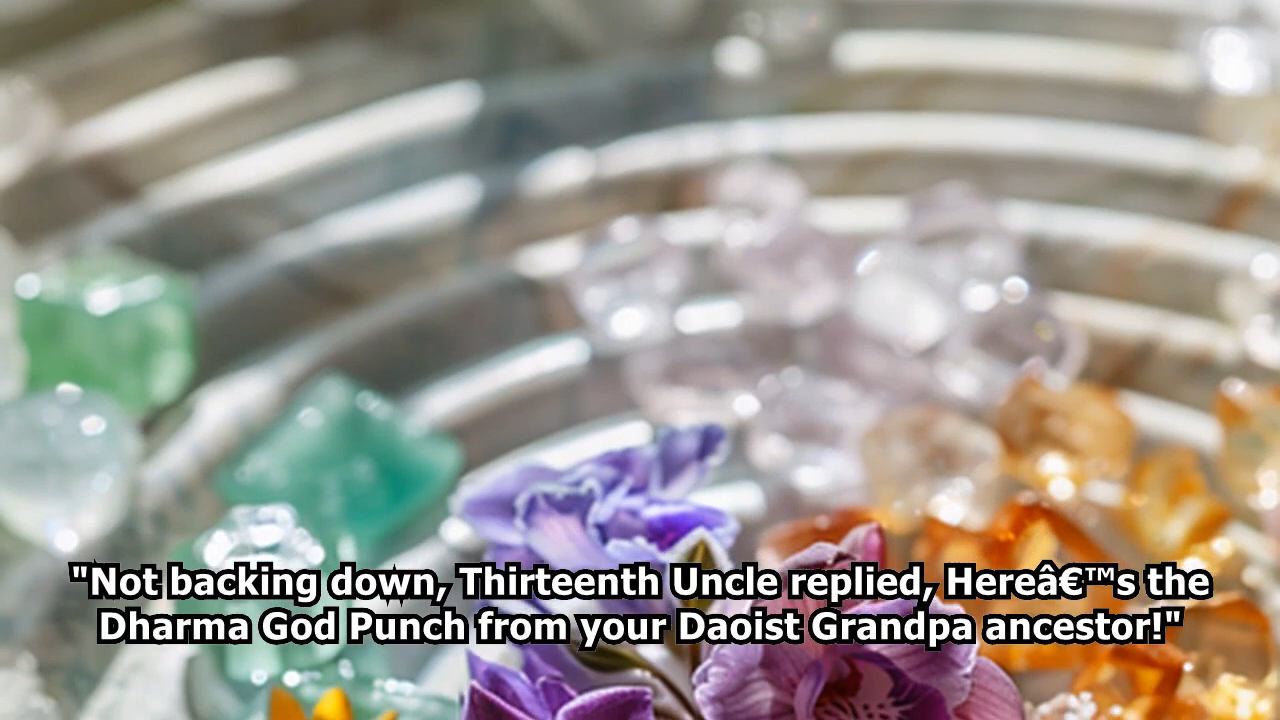 "Not backing down, Thirteenth Uncle replied, Hereâ€™s the
Dharma God Punch from your Daoist Grandpa ancestor!"